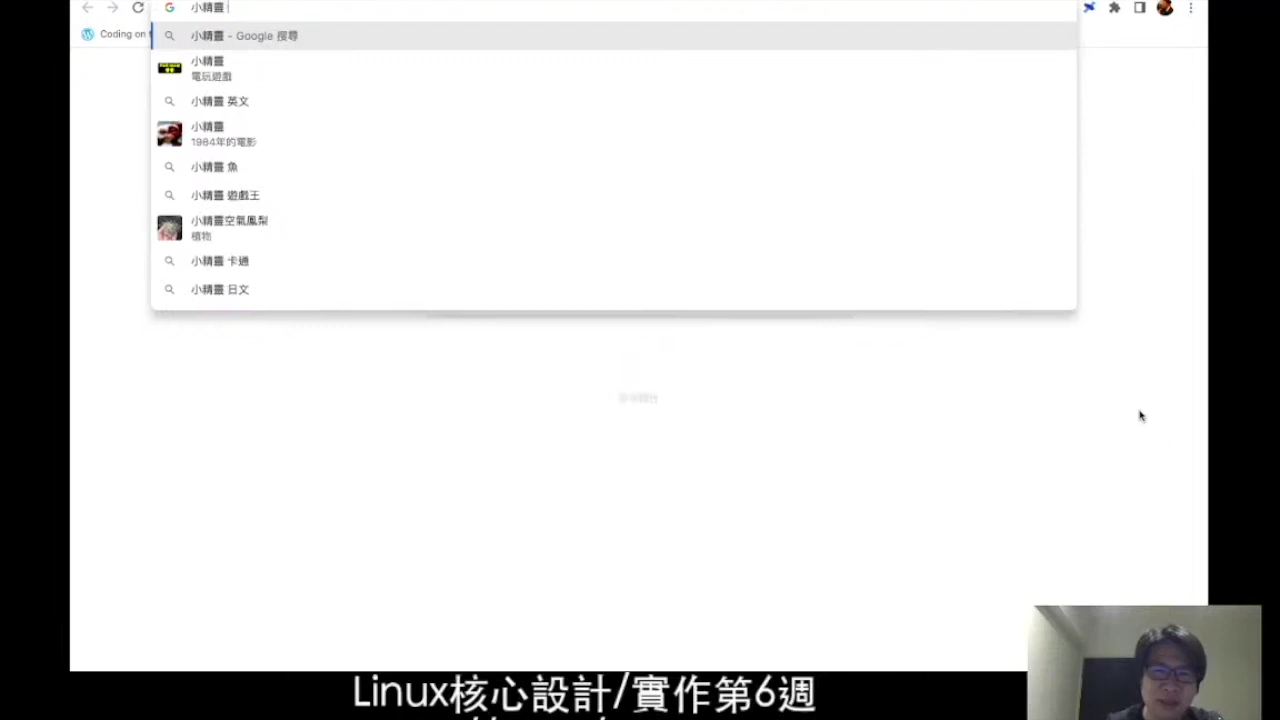 小精靈
Coding on
小精靈 - Google 搜尋
小精靈
電玩遊戲
小精靈 英文
小精靈
1984年的電影
小精靈 魚
小精靈 遊戲王
小精靈空氣鳳梨
植物
小精靈 卡通
小精靈 日文
Linux核心設計/實作第6週